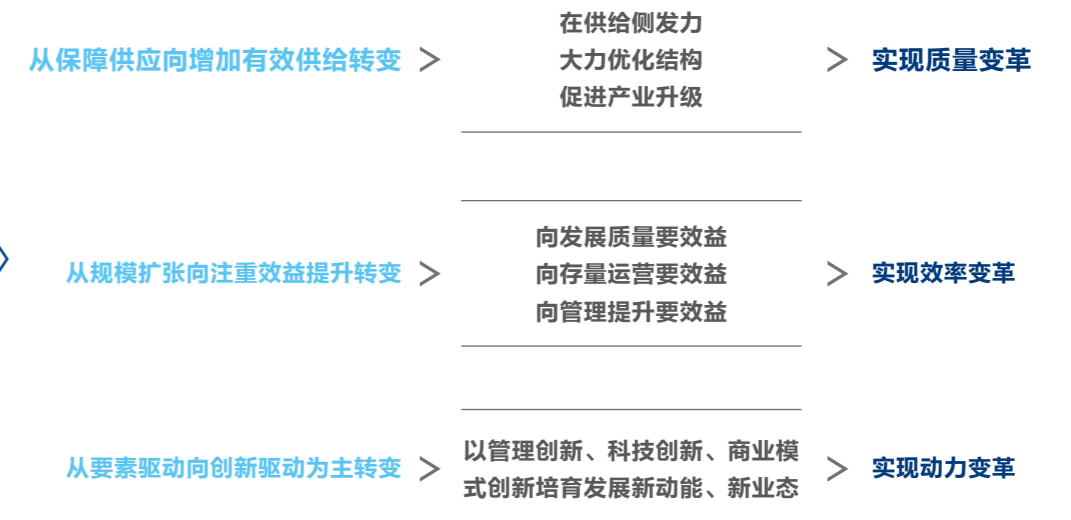 从保障供应向增加有效供给转变 >
在供给侧发力
大力优化结构
促进产业升级
> 实现质量变革
从规模扩张向注重效益提升转变 >
向发展质量要效益
向存量运营要效益
向管理提升要效益
> 实现效率变革
从要素驱动向创新驱动为主转变 >
以管理创新、科技创新、商业模
式创新培育发展新动能、新业态
> 实现动力变革